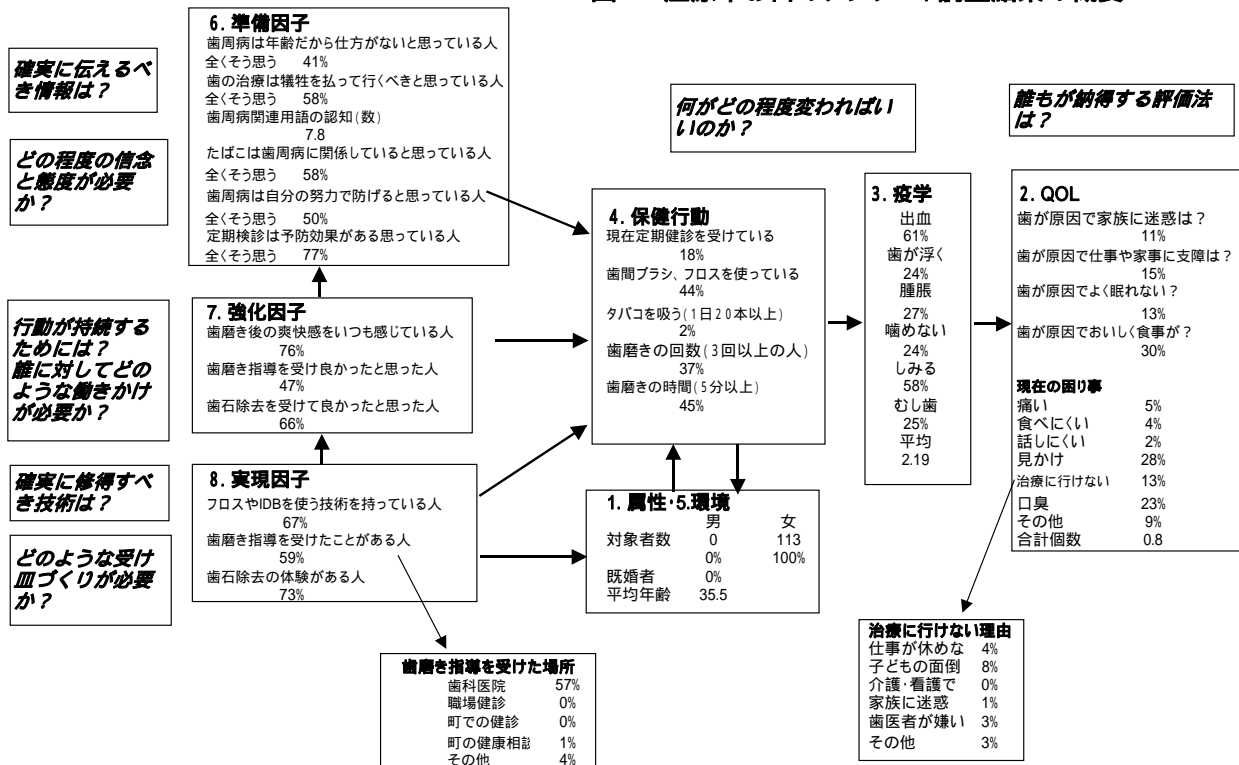 確実に伝えるべ
き情報は？
どの程度の信念
と態度が必要
か？
行動が持続する
ためには？
誰に対してどの
ような働きかけ
が必要か？
確実に修得すべ
き技術は？
どのような受け
皿づくりが必要
か？
6. 準備因子
歯周病は年齢だから仕方がないと思っている人
全くそう思う 41%
歯の治療は犠牲を払って行くべきと思っている人
全くそう思う 58%
歯周病関連用語の認知(数)
7.8
たばこは歯周病に関係していると思っている人
全くそう思う 58%
歯周病は自分の努力で防げると思っている人
全くそう思う 50%
定期検診は予防効果がある思っている人
全くそう思う 77%
7. 強化因子
歯磨き後の爽快感をいつも感じている人
76%
歯磨き指導を受け良かったと思った人
47%
歯石除去を受けて良かったと思った人
66%
8. 実現因子
フロスやIDBを使う技術を持っている人
67%
歯磨き指導を受けたことがある人
59%
歯石除去の体験がある人
73%
歯磨き指導を受けた場所
歯科医院 57%
職場健診 0%
町での健診 0%
町の健康相談 1%
その他 4%
何がどの程度変わればい
いのか？
4. 保健行動
現在定期健診を受けている
18%
歯間ブラシ、フロスを使っている
44%
タバコを吸う(1日20本以上)
2%
歯磨きの回数(3回以上の人)
37%
歯磨きの時間(5分以上)
45%
1. 属性・5.環境
男 女
対象者数 0 113
0% 100%
既婚者 0%
平均年齢 35.5
3. 疫学
出血
61%
歯が浮く
24%
腫脹
27%
噛めない
24%
しみる
58%
むし歯
25%
平均
2.19
誰もが納得する評価法
は？
2. QOL
歯が原因で家族に迷惑は？
11%
歯が原因で仕事や家事に支障は？
15%
歯が原因でよく眠れない？
13%
歯が原因でおいしく食事が？
30%
現在の困り事
痛い 5%
食べにくい 4%
話しにくい 2%
見かけ 28%
治療に行けない 13%
口臭 23%
その他 9%
合計個数 0.8
治療に行けない理由
仕事が休めな 4%
子どもの面倒 8%
介護・看護で 0%
家族に迷惑 1%
歯医者が嫌い 3%
その他 3%